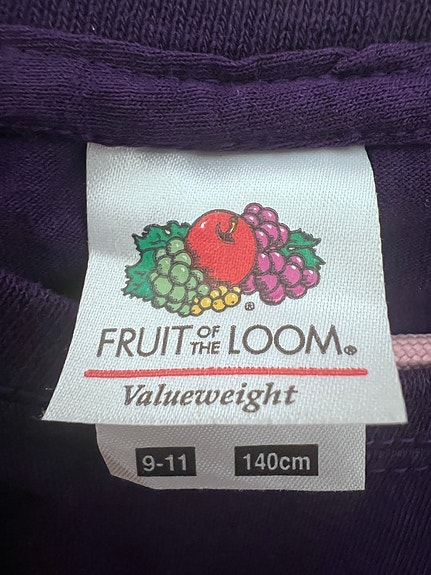 ®
FRUIT OF THE LOOM®
Valueweight
9-11 140cm